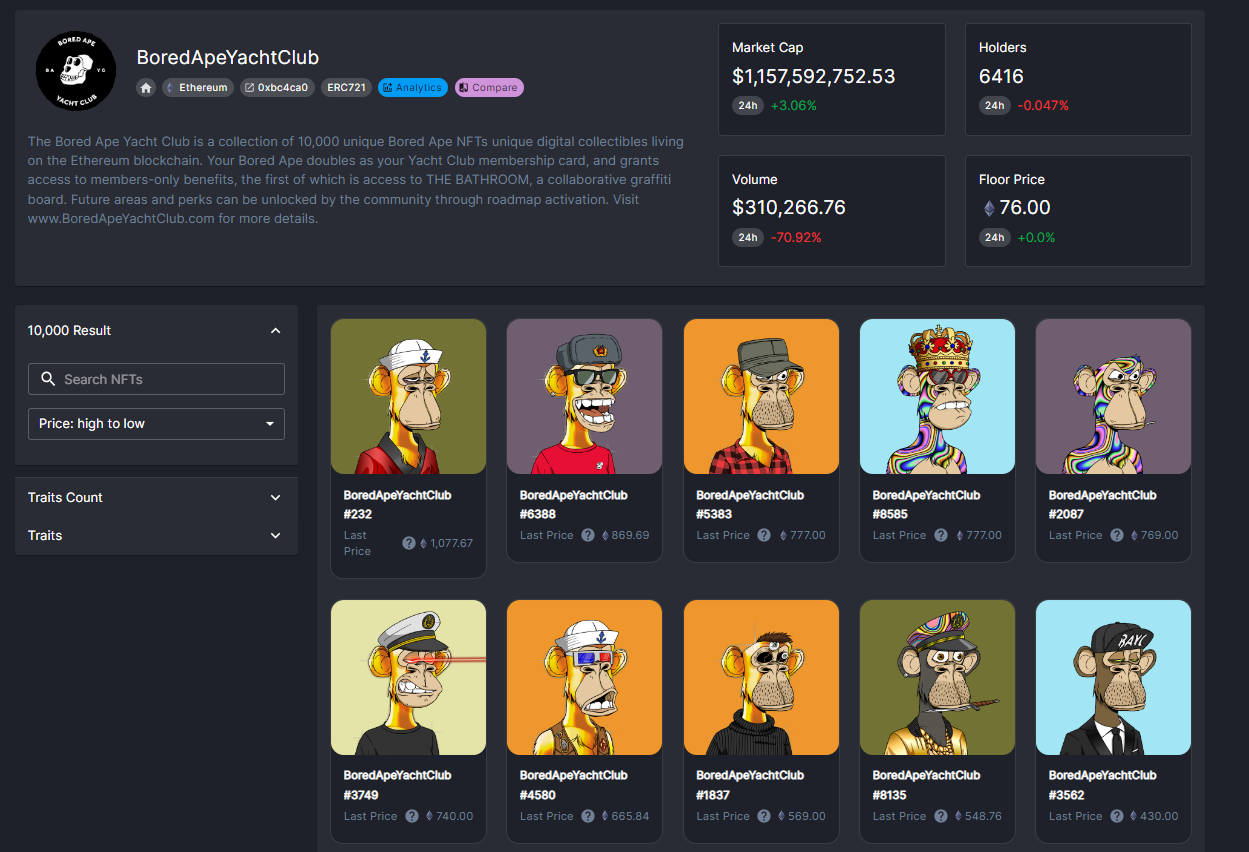 BORED APE
BA YC
YACHT CLUB
BoredApeYachtClub
Ethereum 0xbc4ca0 ERC721 Analytics Compare
The Bored Ape Yacht Club is a collection of 10,000 unique Bored Ape NFTs unique digital collectibles living
on the Ethereum blockchain. Your Bored Ape doubles as your Yacht Club membership card, and grants
access to members-only benefits, the first of which is access to THE BATHROOM, a collaborative graffiti
board. Future areas and perks can be unlocked by the community through roadmap activation. Visit
www.BoredApeYachtClub.com for more details.
Market Cap
$1,157,592,752.53
24h +3.06%
Holders
6416
24h -0.047%
Volume
$310,266.76
24h -70.92%
Floor Price
76.00
24h +0.0%
10,000 Result
Search NFTs
Price: high to low
Traits Count
Traits
BoredApeYachtClub
#232
Last
Price ? 1,077.67
BoredApeYachtClub
#6388
Last Price ? 869.69
BoredApeYachtClub
#5383
Last Price ? 777.00
BoredApeYachtClub
#8585
Last Price ? 777.00
BoredApeYachtClub
#2087
Last Price ? 769.00
BoredApeYachtClub
#3749
Last Price ? 740.00
BoredApeYachtClub
#4580
Last Price ? 665.84
BoredApeYachtClub
#1837
Last Price ? 569.00
BoredApeYachtClub
#8135
Last Price ? 548.76
BAYC
BoredApeYachtClub
#3562
Last Price ? 430.00